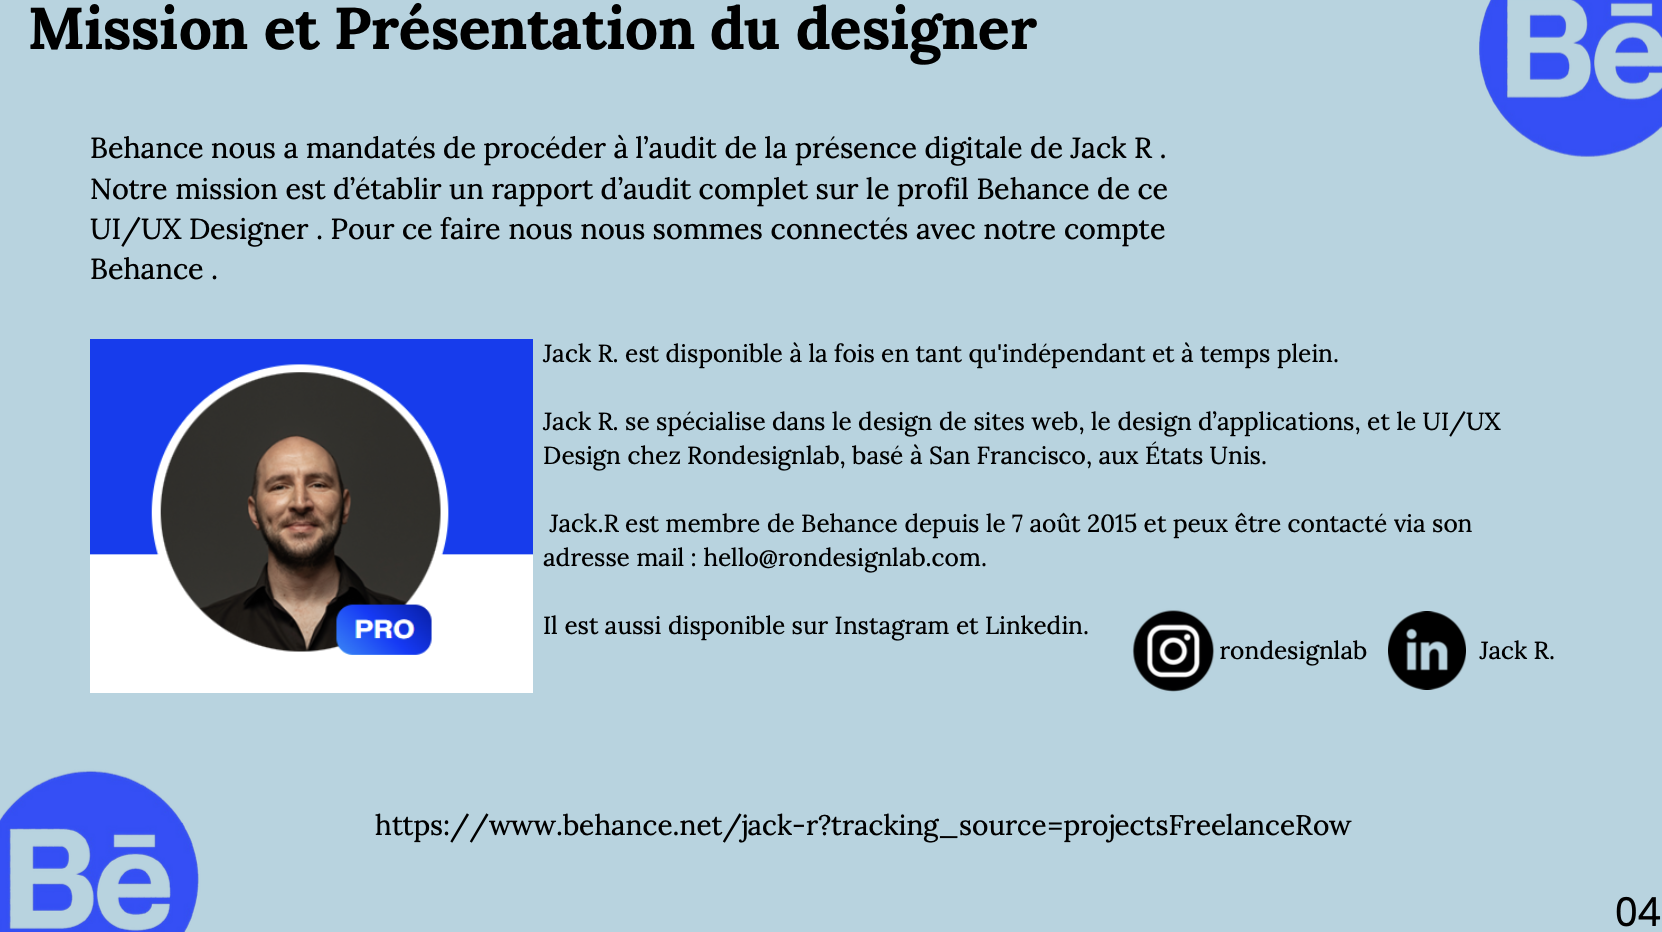 Mission et Présentation du designer
Bē
Behance nous a mandatés de procéder à l’audit de la présence digitale de Jack R .
Notre mission est d’établir un rapport d’audit complet sur le profil Behance de ce
UI/UX Designer . Pour ce faire nous nous sommes connectés avec notre compte
Behance .
Jack R. est disponible à la fois en tant qu'indépendant et à temps plein.
Jack R. se spécialise dans le design de sites web, le design d’applications, et le UI/UX
Design chez Rondesignlab, basé à San Francisco, aux États Unis.
Jack.R est membre de Behance depuis le 7 août 2015 et peux être contacté via son
adresse mail : hello@rondesignlab.com.
PRO
Il est aussi disponible sur Instagram et Linkedin.
rondesignlab
in
Jack R.
https://www.behance.net/jack-r?tracking_source=projectsFreelanceRow
Bē
04